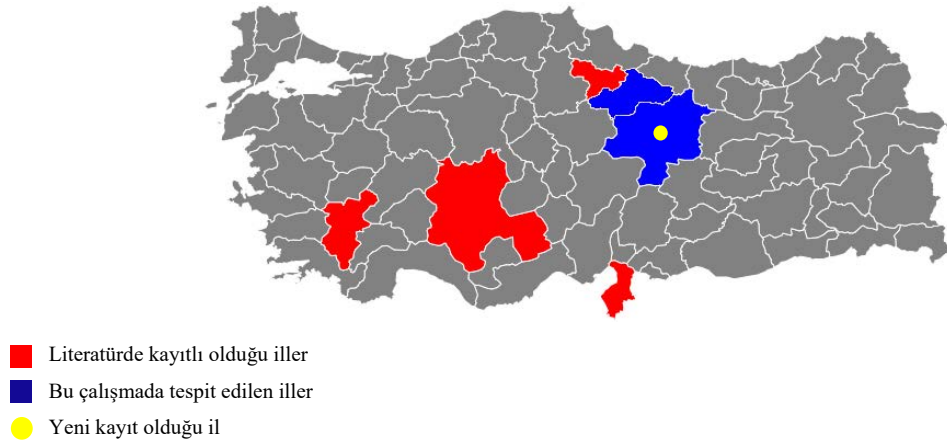 Literatürde kayıtlı olduğu iller
Bu çalışmada tespit edilen iller
Yeni kayıt olduğu il